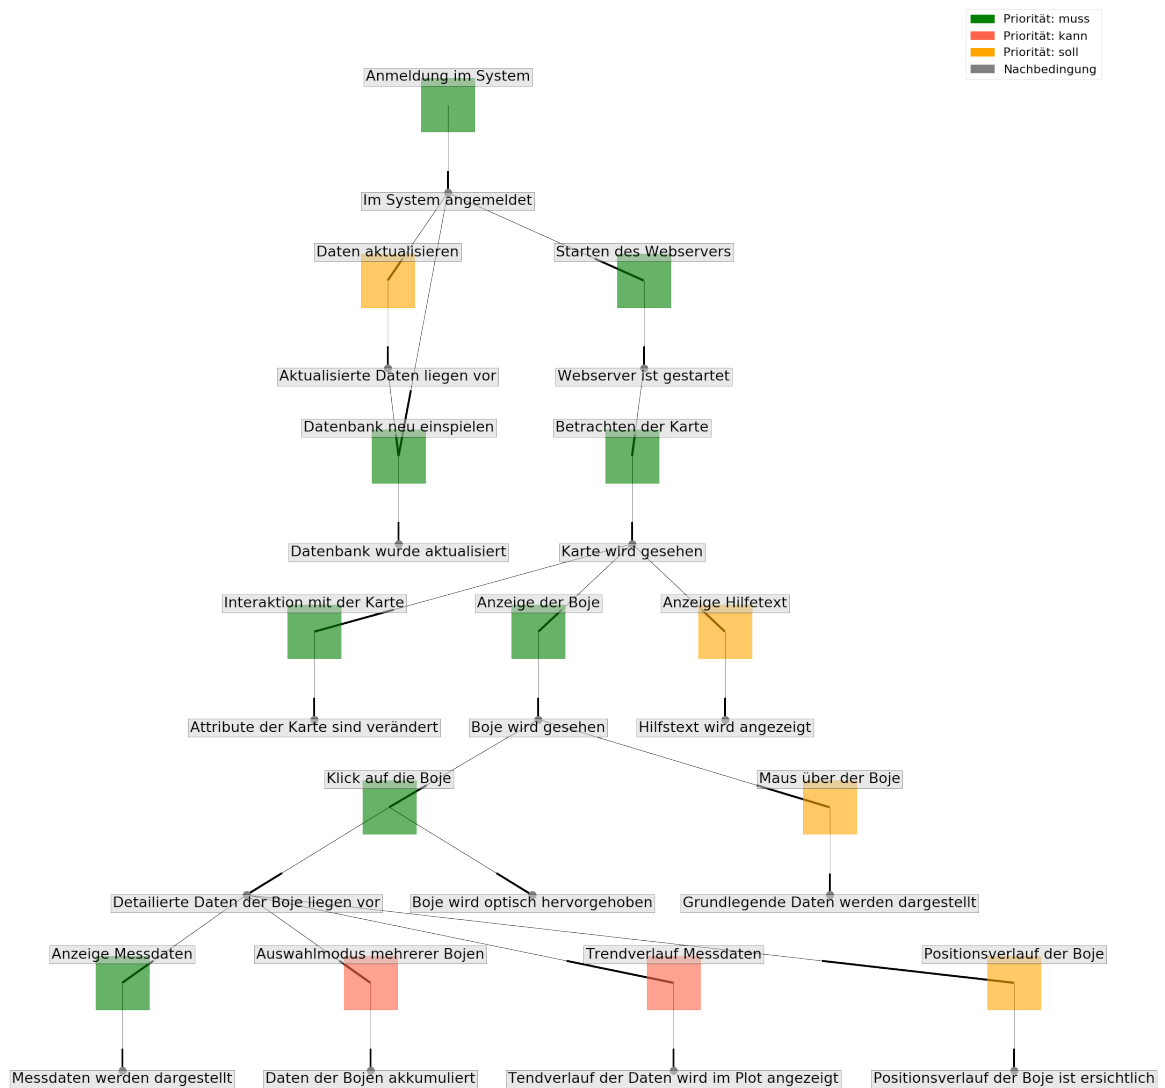 Priorität: muss
Priorität: kann
Priorität: soll
Nachbedingung
Anmeldung im System
Im System angemeldet
Daten aktualisieren
Starten des Webservers
Aktualisierte Daten liegen vor
Webserver ist gestartet
Datenbank neu einspielen
Betrachten der Karte
Datenbank wurde aktualisiert
Karte wird gesehen
Interaktion mit der Karte
Anzeige der Boje
Anzeige Hilfetext
Attribute der Karte sind verändert
Boje wird gesehen
Hilfstext wird angezeigt
Klick auf die Boje
Maus über der Boje
Detailierte Daten der Boje liegen vor
Boje wird optisch hervorgehoben
Grundlegende Daten werden dargestellt
Anzeige Messdaten
Auswahlmodus mehrerer Bojen
Trendverlauf Messdaten
Positionsverlauf der Boje
Messdaten werden dargestellt
Daten der Bojen akkumuliert
Tendverlauf der Daten wird im Plot angezeigt
Positionsverlauf der Boje ist ersichtlich